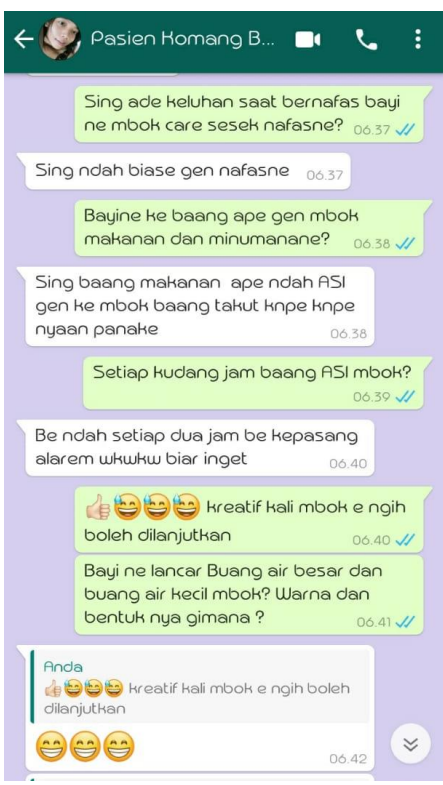 Pasien Komang B...
Sing ade keluhan saat bernafas bayi
ne mbok care sesek nafasne? 06.37
Sing ndah biase gen nafasne 06.37
Bayine ke baang ape gen mbok
makanan dan minumanane? 06.38
Sing baang makanan ape ndah ASI
gen ke mbok baang takut knpe knpe
nyaan panake 06.38
Setiap kudang jam baang ASI mbok?
06.39
Be ndah setiap dua jam be kepasang
alarem wkwkw biar inget 06.40
👍😅😅😅 kreatif kali mbok e ngih
boleh dilanjutkan 06.40
Bayi ne lancar Buang air besar dan
buang air kecil mbok? Warna dan
bentuk nya gimana ? 06.41
Anda
👍😅😅😅 kreatif kali mbok e ngih boleh
dilanjutkan
😁😁😁 06.42